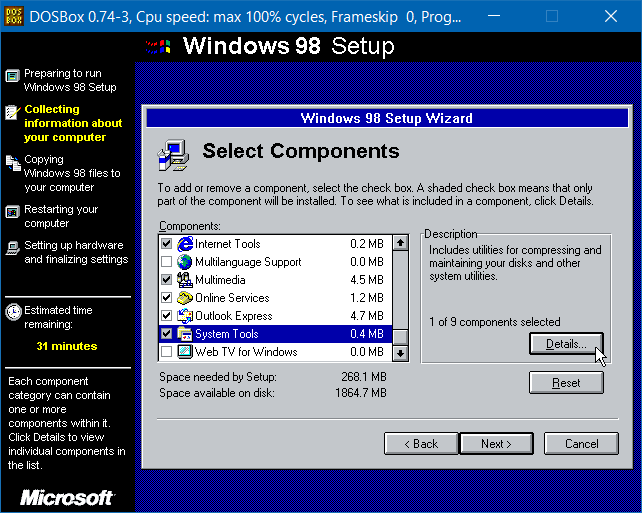 DOSBox 0.74-3, Cpu speed: max 100% cycles, Frameskip 0, Prog...
DOS
BOX
Windows 98 Setup
Preparing to run
Windows 98 Setup
Collecting
information about
your computer
Copying
Windows 98 files to
your computer
Restarting your
computer
Setting up hardware
and finalizing settings
Estimated time
remaining:
31 minutes
Each component
category can contain
one or more
components within it.
Click Details to view
individual components in
the list.
Microsoft
Windows 98 Setup Wizard
Select Components
To add or remove a component, select the check box. A shaded check box means that only
part of the component will be installed. To see what is included in a component, click Details.
Components:
Internet Tools 0.2 MB
Multilanguage Support 0.0 MB
Multimedia 4.5 MB
Online Services 1.2 MB
Outlook Express 4.7 MB
System Tools 0.4 MB
Web TV for Windows 0.0 MB
Space needed by Setup: 268.1 MB
Space available on disk: 1864.7 MB
Description
Includes utilities for compressing and
maintaining your disks and other
system utilities.
1 of 9 components selected
Details...
Reset
< Back
Next >
Cancel